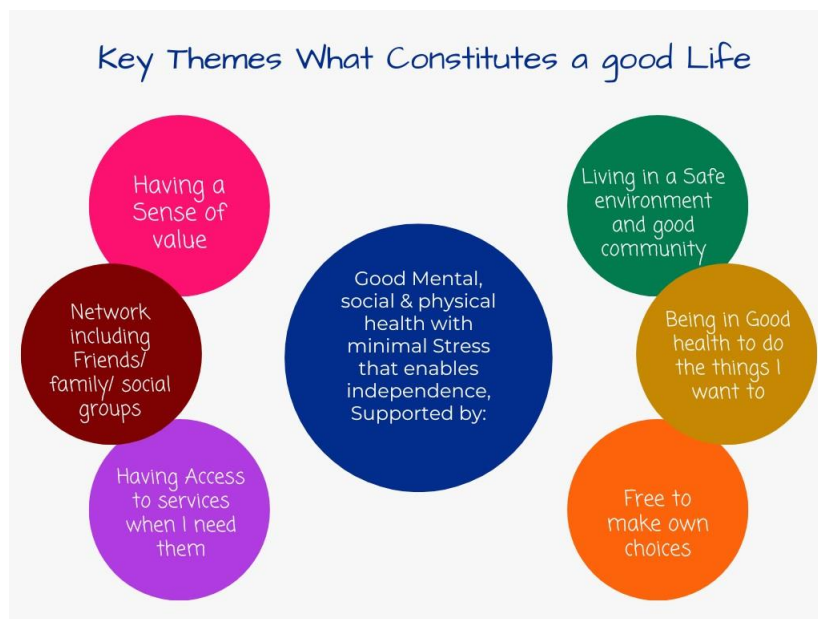 Key Themes What Constitutes a good Life
Having a
Sense of
value
Network
including
Friends/
family/ social
groups
Having Access
to services
when I need
them
Good Mental,
social & physical
health with
minimal Stress
that enables
independence,
Supported by:
Living in a Safe
environment
and good
community
Being in Good
health to do
the things I
want to
Free to
make own
choices